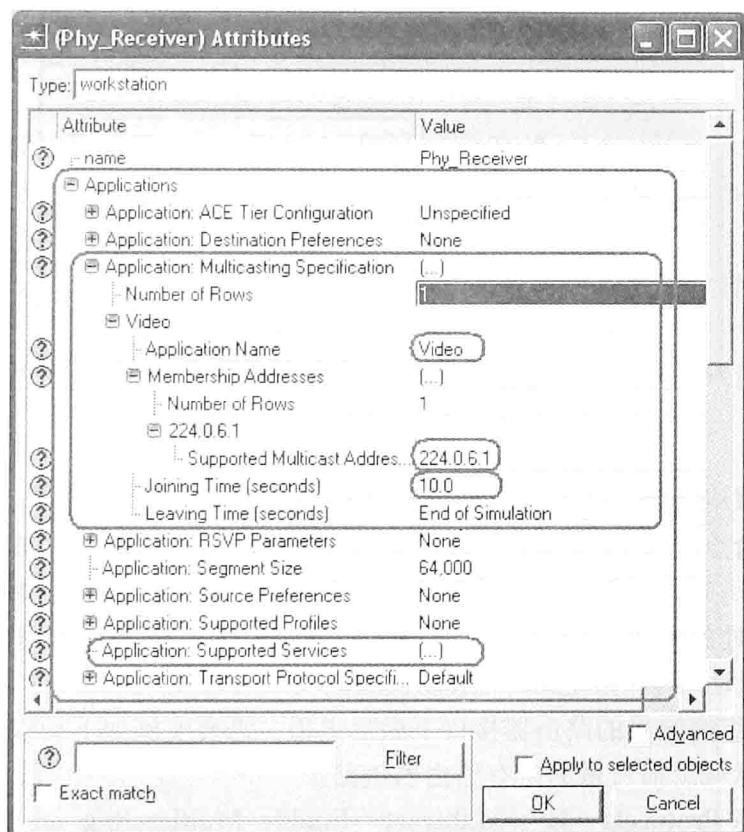 (Phy_Receiver) Attributes
Type: workstation
Attribute Value
name Phy_Receiver
Applications
Application: ACE Tier Configuration Unspecified
Application: Destination Preferences None
Application: Multicasting Specification (...)
Number of Rows 1
Video
Application Name Video
Membership Addresses (...)
Number of Rows 1
224.0.6.1
Supported Multicast Addres... 224.0.6.1
Joining Time (seconds) 10.0
Leaving Time (seconds) End of Simulation
Application: RSVP Parameters None
Application: Segment Size 64,000
Application: Source Preferences None
Application: Supported Profiles None
Application: Supported Services (...)
Application: Transport Protocol Specifi... Default
Advanced
Filter
Apply to selected objects
Exact match
OK Cancel